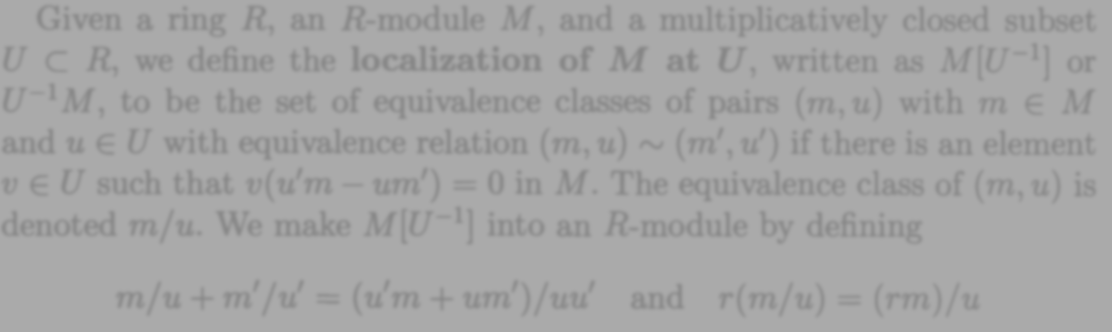 Given a ring R, an R-module M, and a multiplicatively closed subset
U ⊂ R, we define the localization of M at U, written as M[U⁻¹] or
U⁻¹M, to be the set of equivalence classes of pairs (m, u) with m ∈ M
and u ∈ U with equivalence relation (m, u) ∼ (m′, u′) if there is an element
v ∈ U such that v(u′m − um′) = 0 in M. The equivalence class of (m, u) is
denoted m/u. We make M[U⁻¹] into an R-module by defining
m/u + m′/u′ = (u′m + um′)/uu′ and r(m/u) = (rm)/u